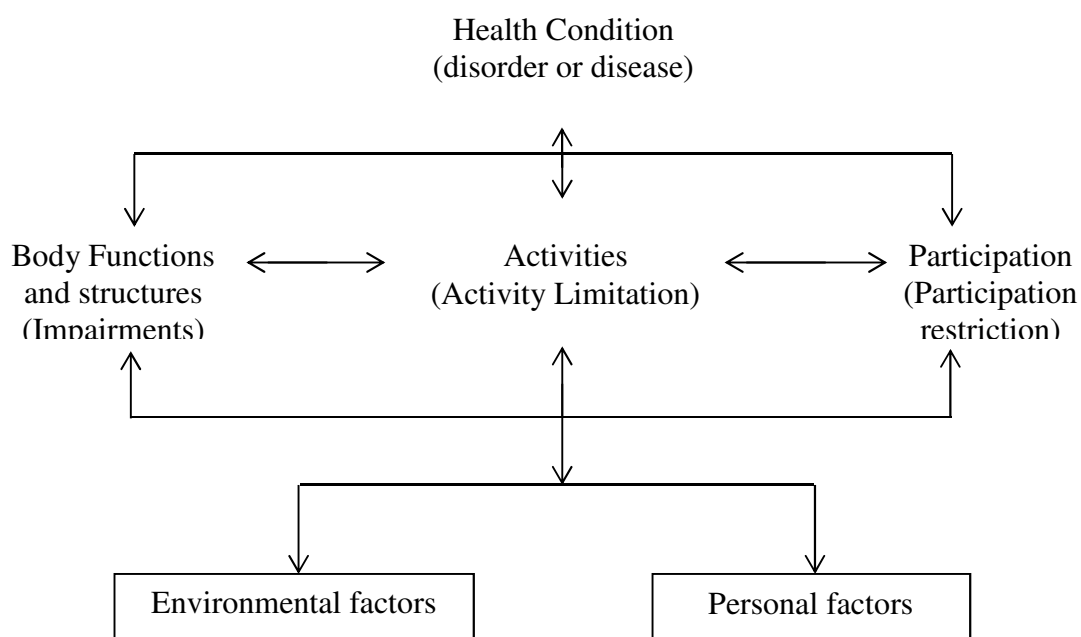 Health Condition
(disorder or disease)
Body Functions
and structures
(Impairments)
Activities
(Activity Limitation)
Participation
(Participation
restriction)
Environmental factors
Personal factors